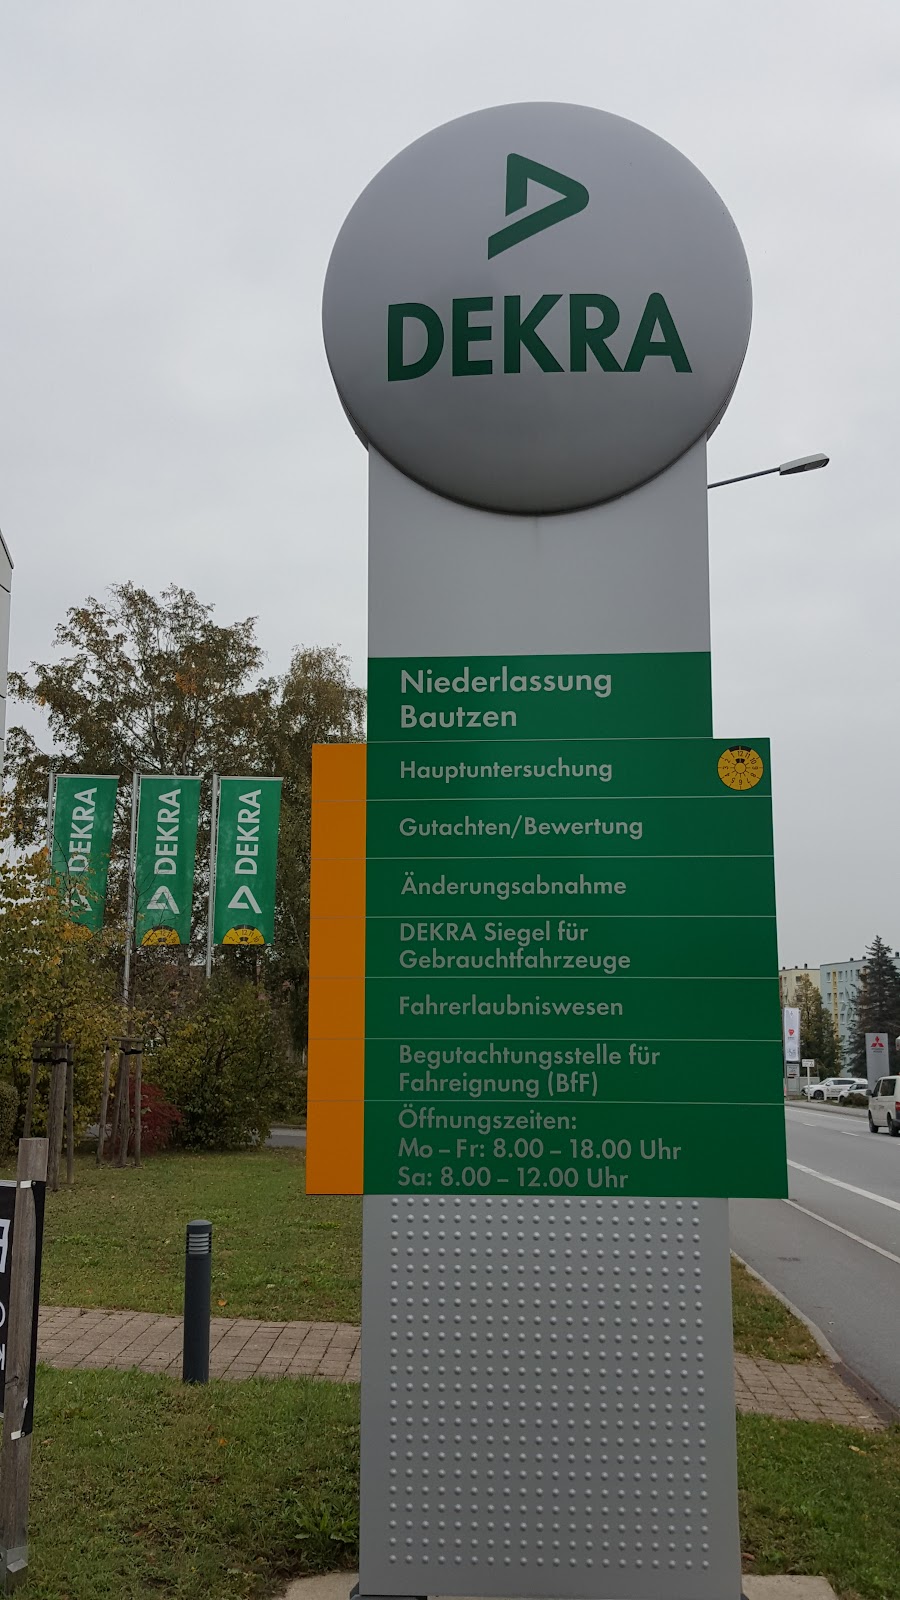 DEKRA
Niederlassung
Bautzen
Hauptuntersuchung
Gutachten/Bewertung
Änderungsabnahme
DEKRA Siegel für
Gebrauchtfahrzeuge
Fahrerlaubniswesen
Begutachtungsstelle für
Fahreignung (BfF)
Öffnungszeiten:
Mo – Fr: 8.00 – 18.00 Uhr
Sa: 8.00 – 12.00 Uhr
DEKRA
DEKRA
DEKRA